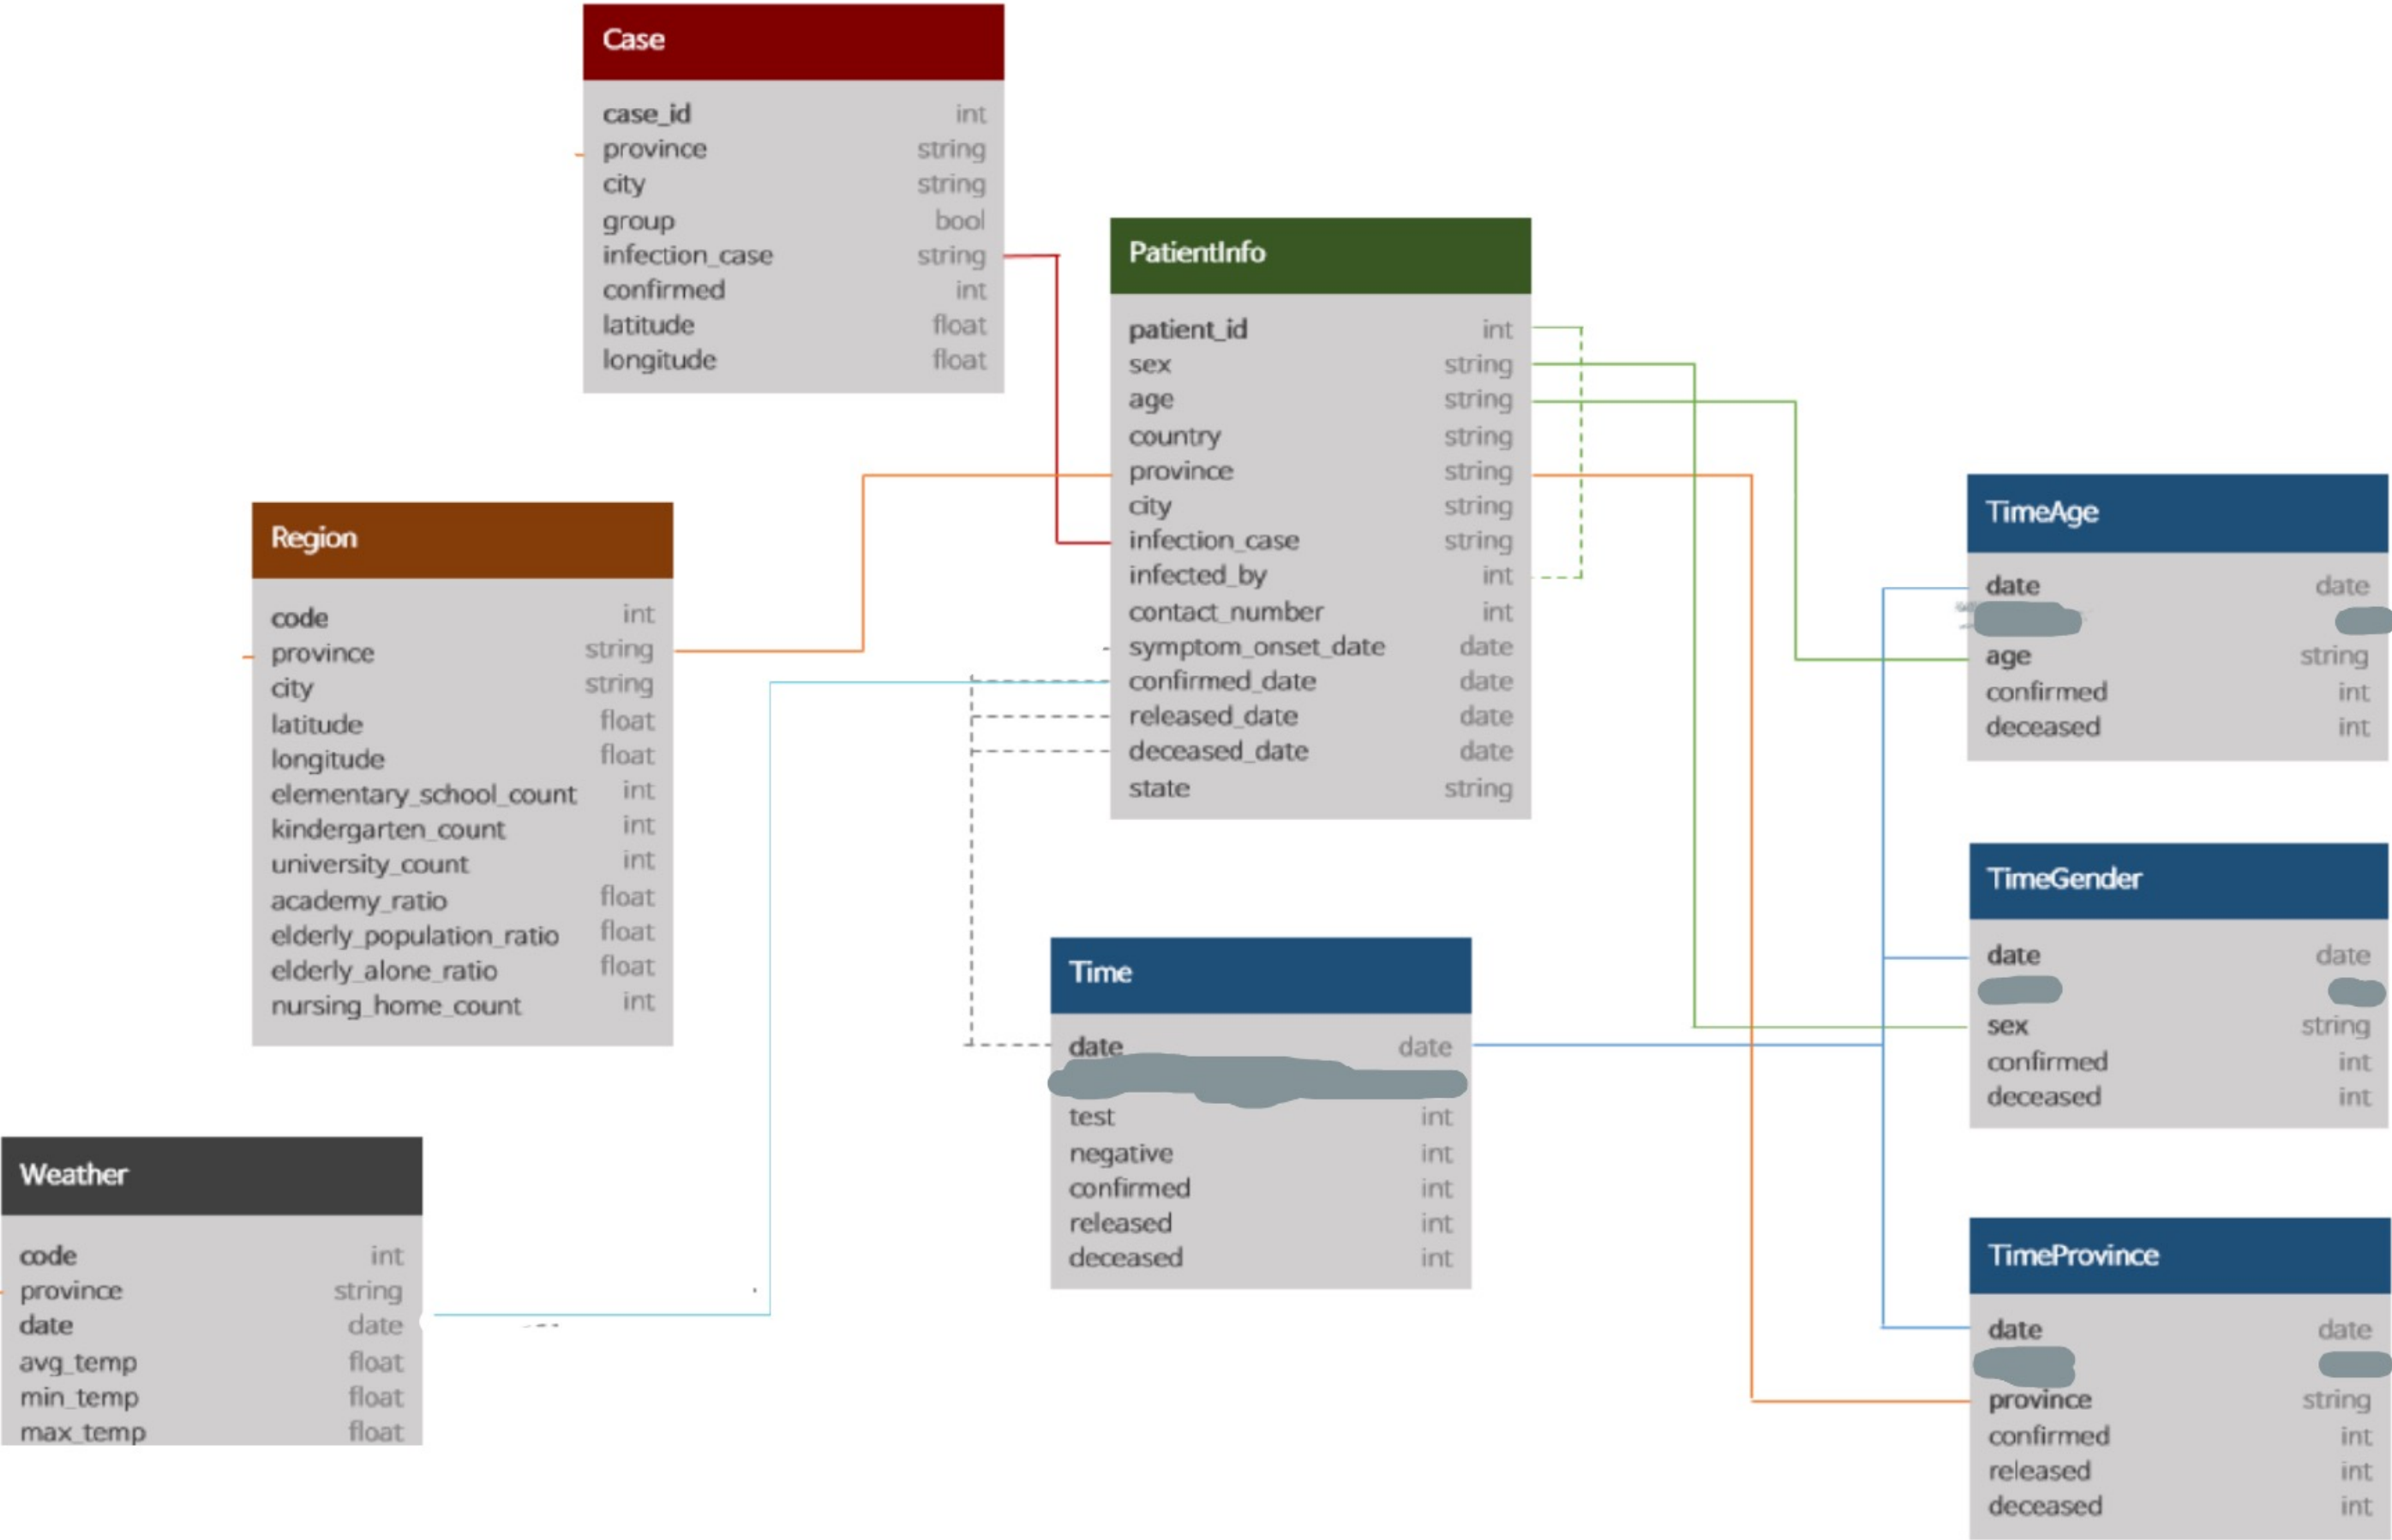 Case
case_id int
province string
city string
group bool
infection_case string
confirmed int
latitude float
longitude float
PatientInfo
patient_id int
sex string
age string
country string
province string
city string
infection_case string
infected_by int
contact_number int
symptom_onset_date date
confirmed_date date
released_date date
deceased_date date
state string
Region
code int
province string
city string
latitude float
longitude float
elementary_school_count int
kindergarten_count int
university_count int
academy_ratio float
elderly_population_ratio float
elderly_alone_ratio float
nursing_home_count int
TimeAge
date date
age string
confirmed int
deceased int
TimeGender
date date
sex string
confirmed int
deceased int
Time
date date
test int
negative int
confirmed int
released int
deceased int
Weather
code int
province string
date date
avg_temp float
min_temp float
max_temp float
TimeProvince
date date
province string
confirmed int
released int
deceased int